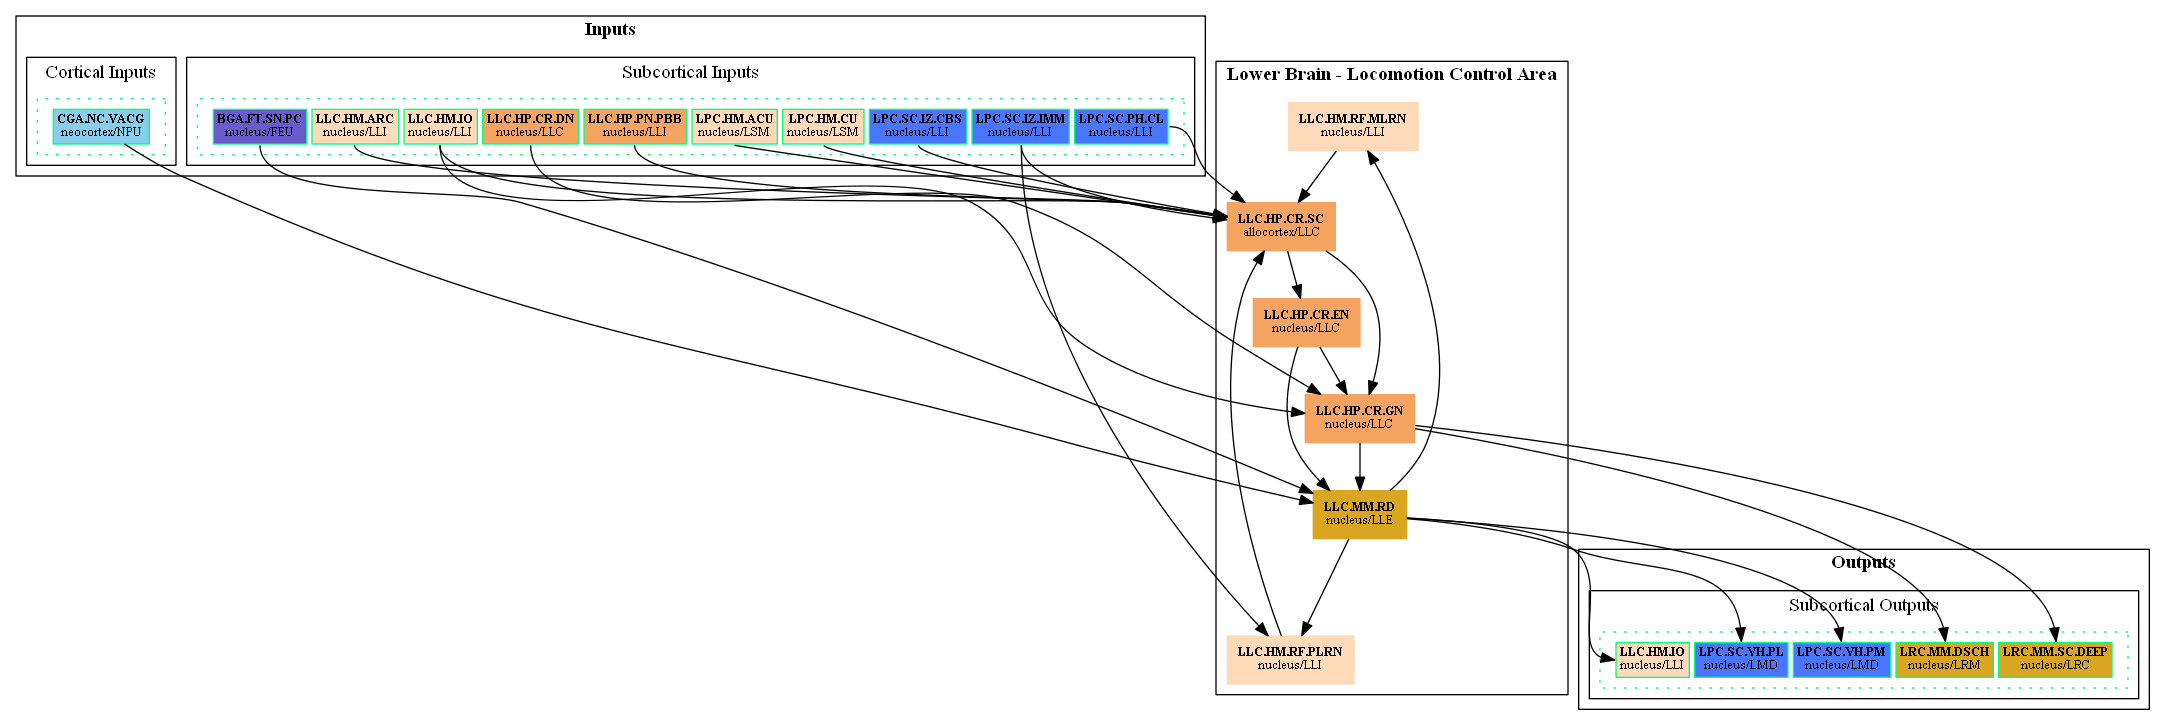 Inputs
Cortical Inputs
CGA.NC.VACG
neocortex/NPU
Subcortical Inputs
BGA.FT.SN.PC
nucleus/FEU
LLC.HM.ARC
nucleus/LLI
LLC.HM.IO
nucleus/LLI
LLC.HP.CR.DN
nucleus/LLC
LLC.HP.PN.PBB
nucleus/LLI
LPC.HM.ACU
nucleus/LSM
LPC.HM.CU
nucleus/LSM
LPC.SC.IZ.CBS
nucleus/LLI
LPC.SC.IZ.IMM
nucleus/LLI
LPC.SC.PH.CL
nucleus/LLI
Lower Brain - Locomotion Control Area
LLC.HM.RF.MLRN
nucleus/LLI
LLC.HP.CR.SC
allocortex/LLC
LLC.HP.CR.EN
nucleus/LLC
LLC.HP.CR.GN
nucleus/LLC
LLC.MM.RD
nucleus/LLE
LLC.HM.RF.PLRN
nucleus/LLI
Outputs
Subcortical Outputs
LLC.HM.IO
nucleus/LLI
LPC.SC.VH.PL
nucleus/LMD
LPC.SC.VH.PM
nucleus/LMD
LRC.MM.DSCH
nucleus/LRM
LRC.MM.SC.DEEP
nucleus/LRC